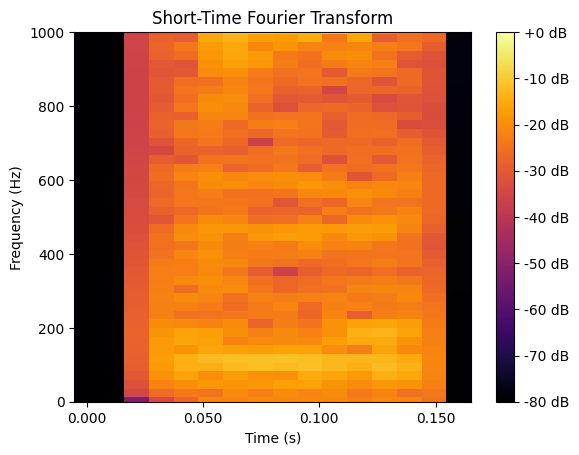 Short-Time Fourier Transform
Frequency (Hz)
1000
800
600
400
200
0
0.000
0.050
0.100
0.150
Time (s)
+0 dB
-10 dB
-20 dB
-30 dB
-40 dB
-50 dB
-60 dB
-70 dB
-80 dB